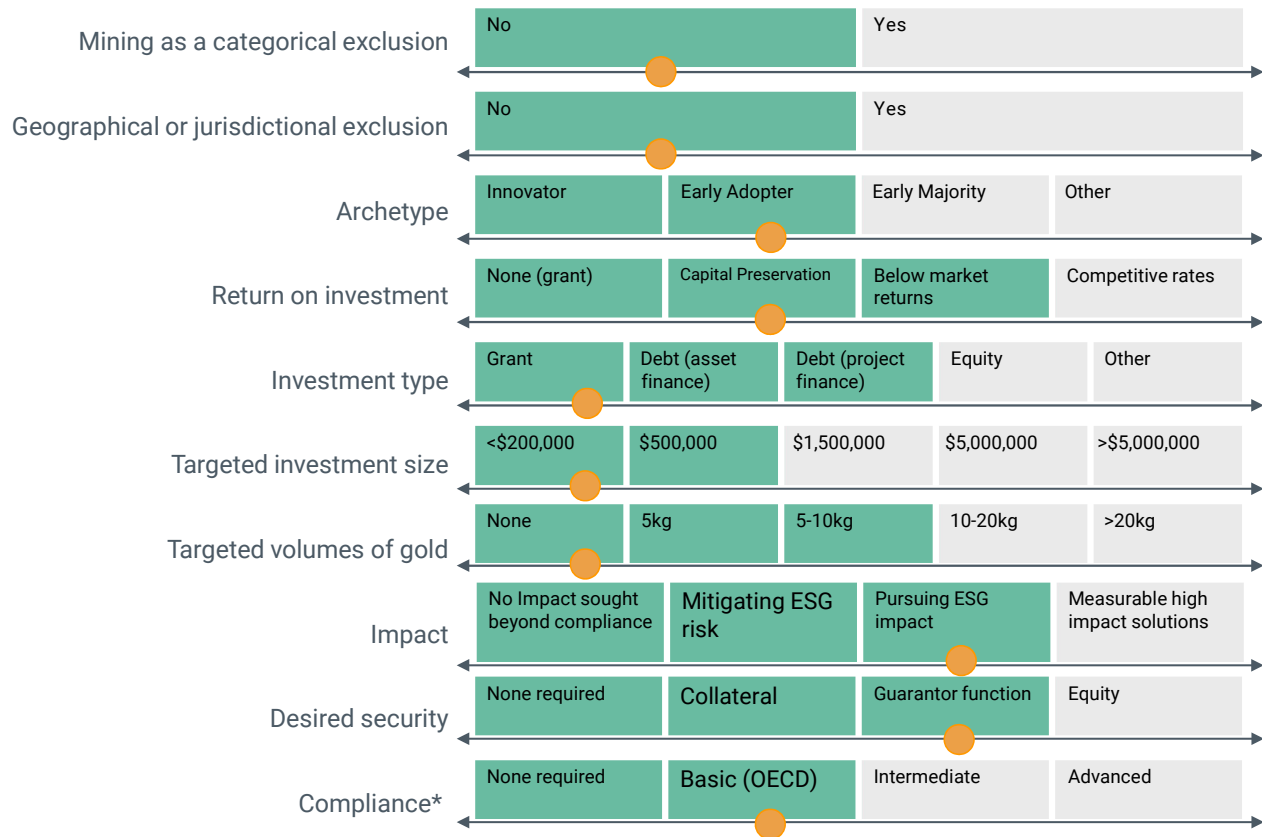 Mining as a categorical exclusion
No
Yes
Geographical or jurisdictional exclusion
No
Yes
Archetype
Innovator
Early Adopter
Early Majority
Other
Return on investment
None (grant)
Capital Preservation
Below market
returns
Competitive rates
Investment type
Grant
Debt (asset
finance)
Debt (project
finance)
Equity
Other
Targeted investment size
<$200,000
$500,000
$1,500,000
$5,000,000
>$5,000,000
Targeted volumes of gold
None
5kg
5-10kg
10-20kg
>20kg
Impact
No Impact sought
beyond compliance
Mitigating ESG
risk
Pursuing ESG
impact
Measurable high
impact solutions
Desired security
None required
Collateral
Guarantor function
Equity
Compliance*
None required
Basic (OECD)
Intermediate
Advanced